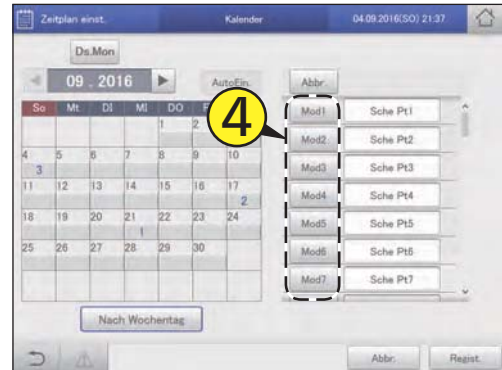 Zeitplan einst. Kalender 04.09.2016(SO) 21:37
Ds.Mon
09 . 2016 AutoEin. Abbr.
So Mt. DI MI DO
1 2
4 5 6 7 8 9 10
3
11 12 13 14 15 16 17
2
18 19 20 21 22 23 24
1
25 26 27 28 29 30
4
Mod1 Sche Pt1
Mod2 Sche Pt2
Mod3 Sche Pt3
Mod4 Sche Pt4
Mod5 Sche Pt5
Mod6 Sche Pt6
Mod7 Sche Pt7
Nach Wochentag
Abbr. Regist.